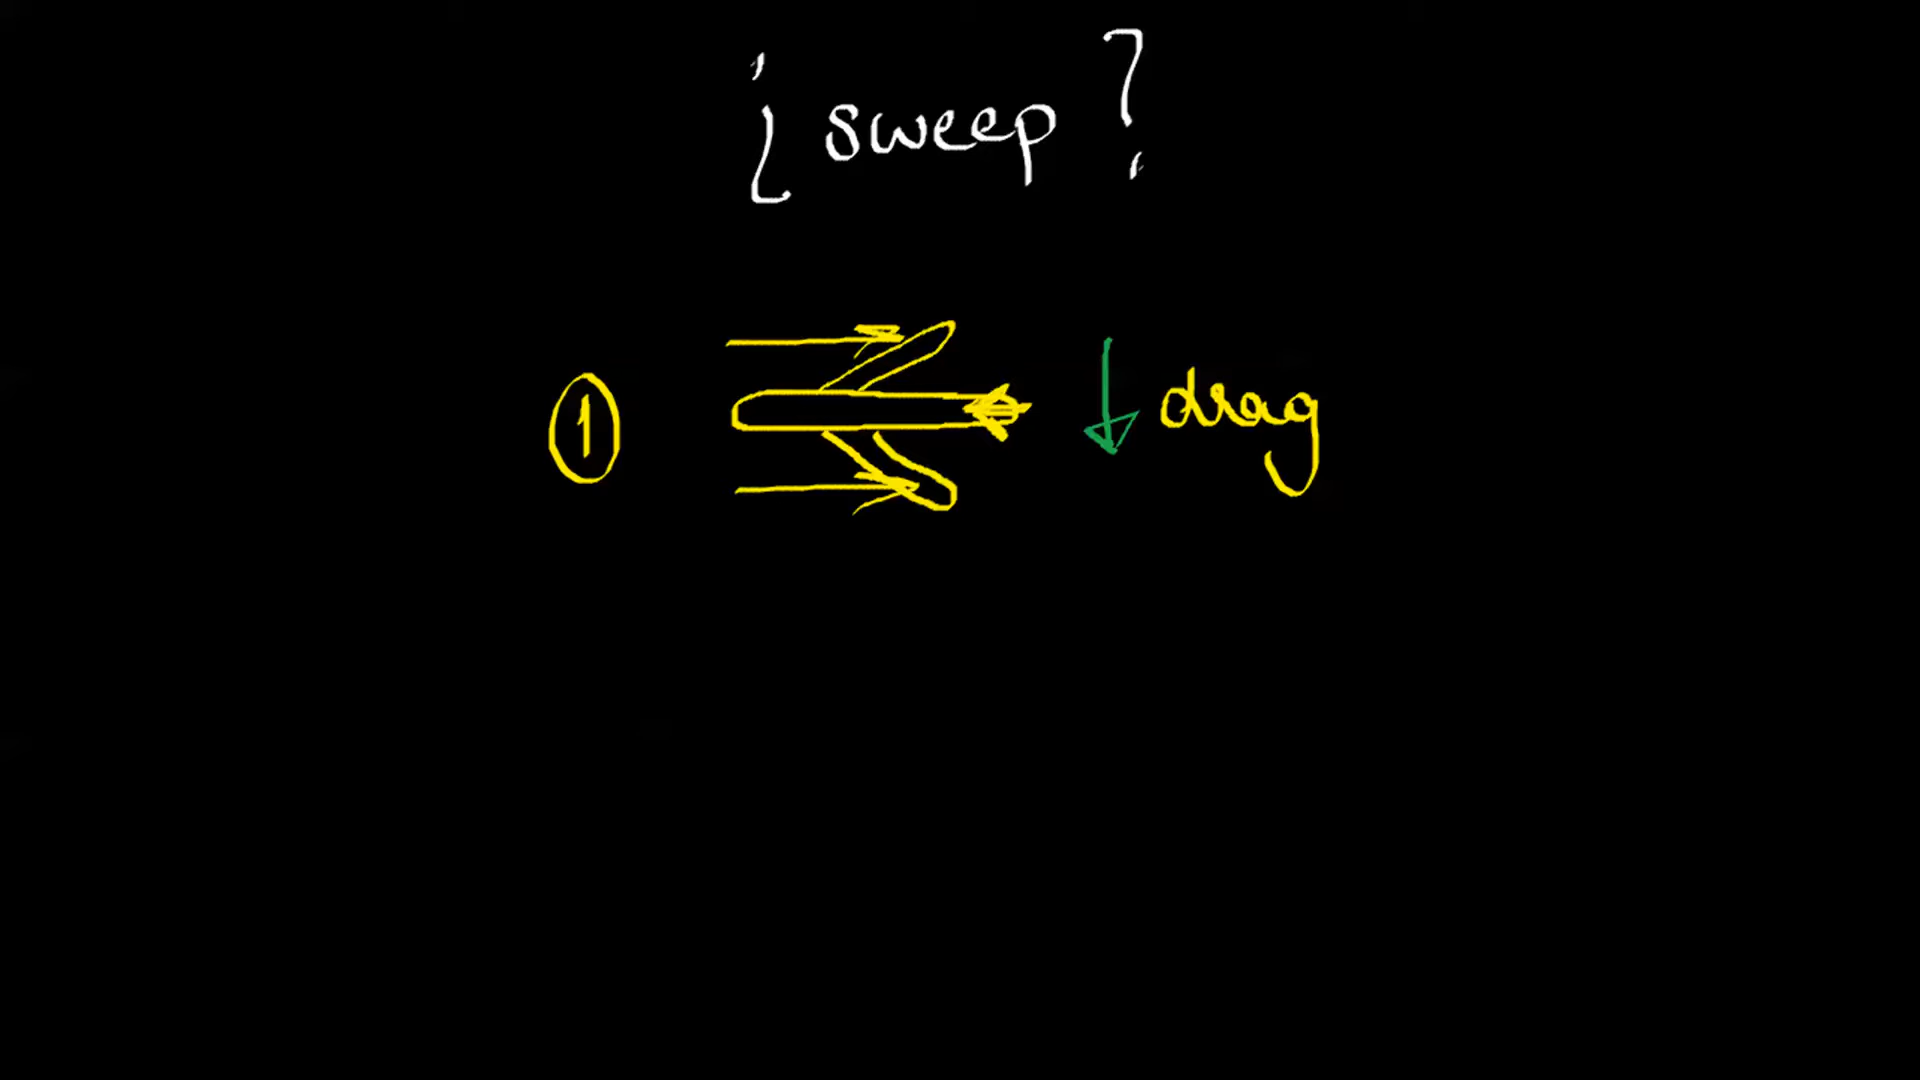 ¿ sweep ?
1 ↓ drag